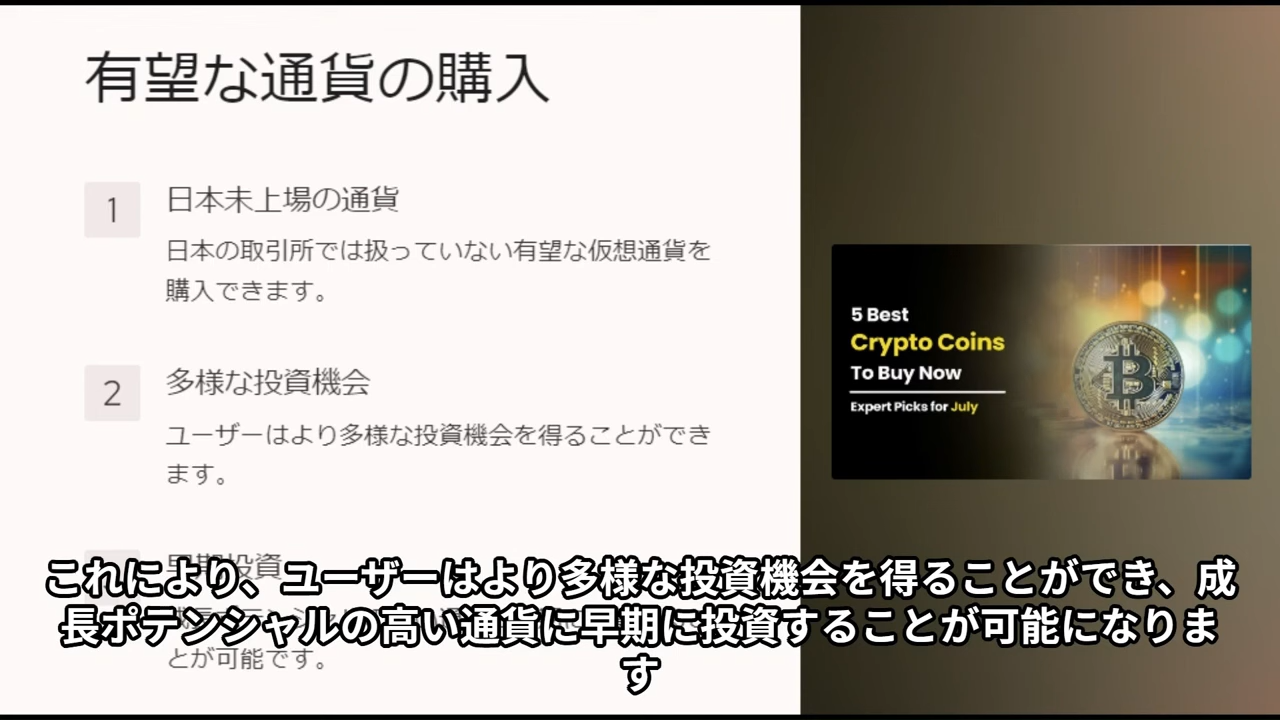 有望な通貨の購入
1
日本未上場の通貨
日本の取引所では扱っていない有望な仮想通貨を
購入できます。
2
多様な投資機会
ユーザーはより多様な投資機会を得ることができ
ます。
早期投資
とが可能です。
5 Best
Crypto Coins
To Buy Now
Expert Picks for July
これにより、ユーザーはより多様な投資機会を得ることができ、成
長ポテンシャルの高い通貨に早期に投資することが可能になりま
す